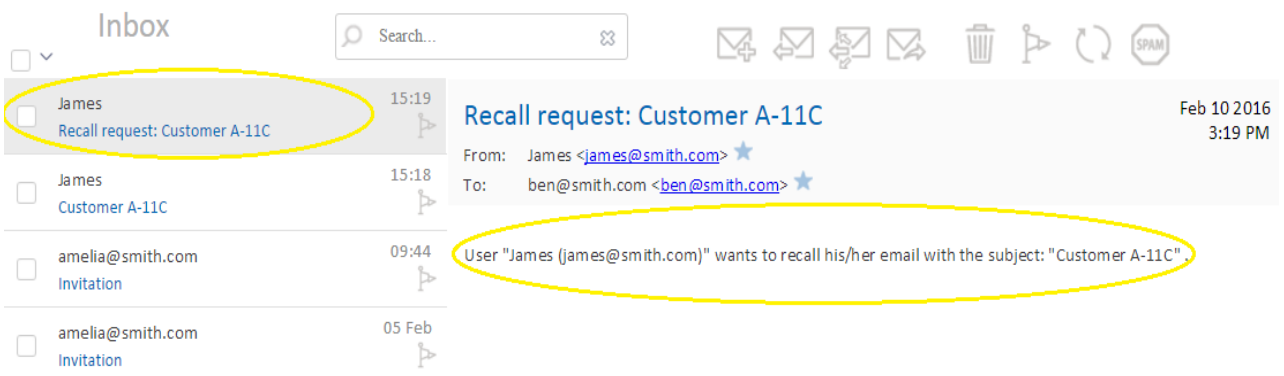 Inbox
Search...
SPAM
James
15:19
Recall request: Customer A-11C
James
15:18
Customer A-11C
amelia@smith.com
09:44
Invitation
amelia@smith.com
05 Feb
Invitation
Recall request: Customer A-11C
Feb 10 2016
3:19 PM
From: James <james@smith.com>
To: ben@smith.com <ben@smith.com>
User "James (james@smith.com)" wants to recall his/her email with the subject: "Customer A-11C" .